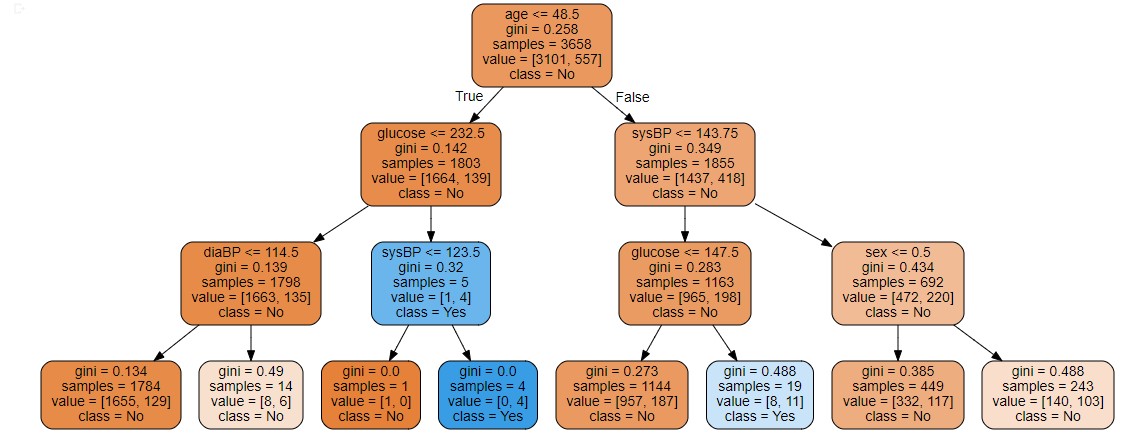 age <= 48.5
gini = 0.258
samples = 3658
value = [3101, 557]
class = No
True
False
glucose <= 232.5
gini = 0.142
samples = 1803
value = [1664, 139]
class = No
sysBP <= 143.75
gini = 0.349
samples = 1855
value = [1437, 418]
class = No
diaBP <= 114.5
gini = 0.139
samples = 1798
value = [1663, 135]
class = No
sysBP <= 123.5
gini = 0.32
samples = 5
value = [1, 4]
class = Yes
glucose <= 147.5
gini = 0.283
samples = 1163
value = [965, 198]
class = No
sex <= 0.5
gini = 0.434
samples = 692
value = [472, 220]
class = No
gini = 0.134
samples = 1784
value = [1655, 129]
class = No
gini = 0.49
samples = 14
value = [8, 6]
class = No
gini = 0.0
samples = 1
value = [1, 0]
class = No
gini = 0.0
samples = 4
value = [0, 4]
class = Yes
gini = 0.273
samples = 1144
value = [957, 187]
class = No
gini = 0.488
samples = 19
value = [8, 11]
class = Yes
gini = 0.385
samples = 449
value = [332, 117]
class = No
gini = 0.488
samples = 243
value = [140, 103]
class = No